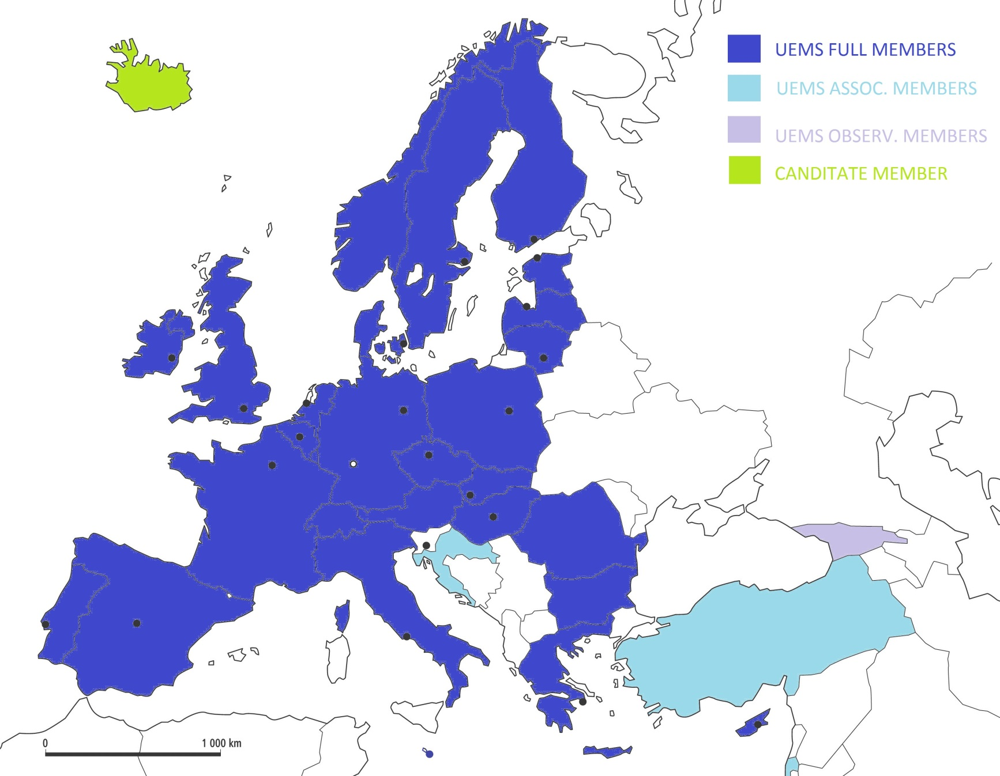 UEMS FULL MEMBERS
UEMS ASSOC. MEMBERS
UEMS OBSERV. MEMBERS
CANDITATE MEMBER
0 1 000 km